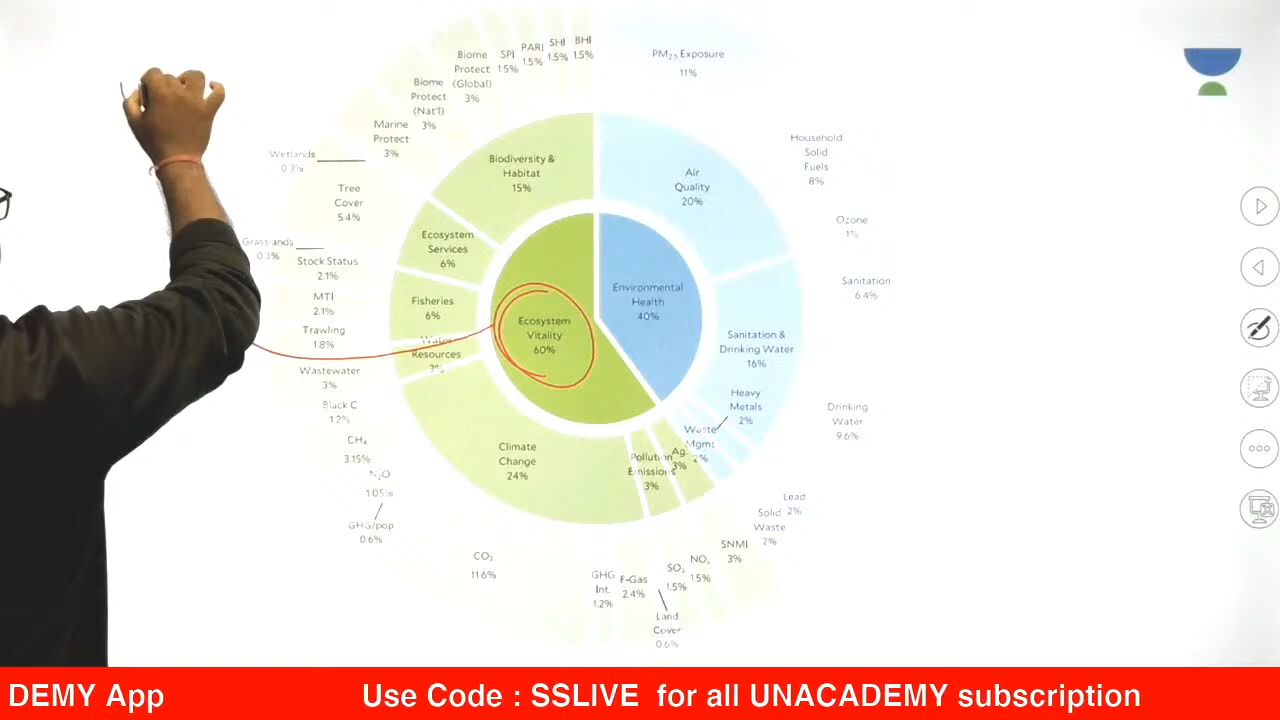 BHI
1.5%
SHI
1.5%
PARI
1.5%
SPI
1.5%
Biome
Protect
(Global)
3%
Biome
Protect
(Nat'l)
3%
Marine
Protect
3%
Wetlands
0.3%
Tree
Cover
5.4%
Grasslands
0.3%
Stock Status
2.1%
MTI
2.1%
Trawling
1.8%
Wastewater
3%
Black C
1.2%
CH₄
3.15%
N₂O
1.05%
GHG/pop
0.6%
CO₂
11.6%
GHG
Int.
1.2%
F-Gas
2.4%
Land
Cover
0.6%
SO₂
1.5%
NOₓ
1.5%
SNMI
3%
Solid
Waste
2%
Lead
2%
Drinking
Water
9.6%
Sanitation
6.4%
Ozone
1%
Household
Solid
Fuels
8%
PM₂.₅ Exposure
11%
Biodiversity &
Habitat
15%
Ecosystem
Services
6%
Fisheries
6%
Water
Resources
3%
Climate
Change
24%
Pollution
Emissions
3%
Ag.
3%
Waste
Mgmt
2%
Heavy
Metals
2%
Sanitation &
Drinking Water
16%
Air
Quality
20%
Environmental
Health
40%
Ecosystem
Vitality
60%
DEMY App
Use Code : SSLIVE for all UNACADEMY subscription